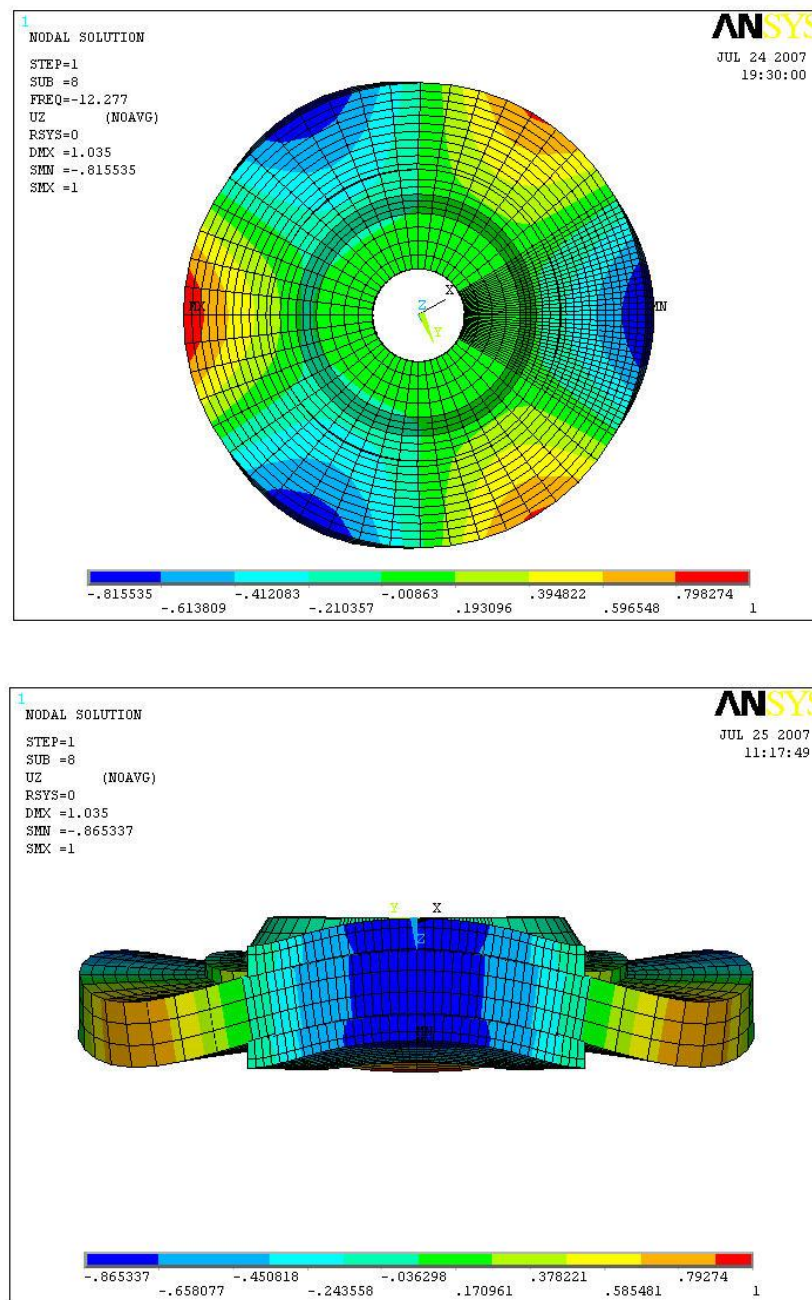 1
NODAL SOLUTION
STEP=1
SUB =8
FREQ=-12.277
UZ (NOAVG)
RSYS=0
DMX =1.035
SMN =-.815535
SMX =1
ANSYS
JUL 24 2007
19:30:00
MX
X
Z
Y
MN
-.815535 -.412083 -.00863 .394822 .798274
-.613809 -.210357 .193096 .596548 1
1
NODAL SOLUTION
STEP=1
SUB =8
UZ (NOAVG)
RSYS=0
DMX =1.035
SMN =-.865337
SMX =1
ANSYS
JUL 25 2007
11:17:49
Y X
Z
MN
-.865337 -.450818 -.036298 .378221 .79274
-.658077 -.243558 .170961 .585481 1